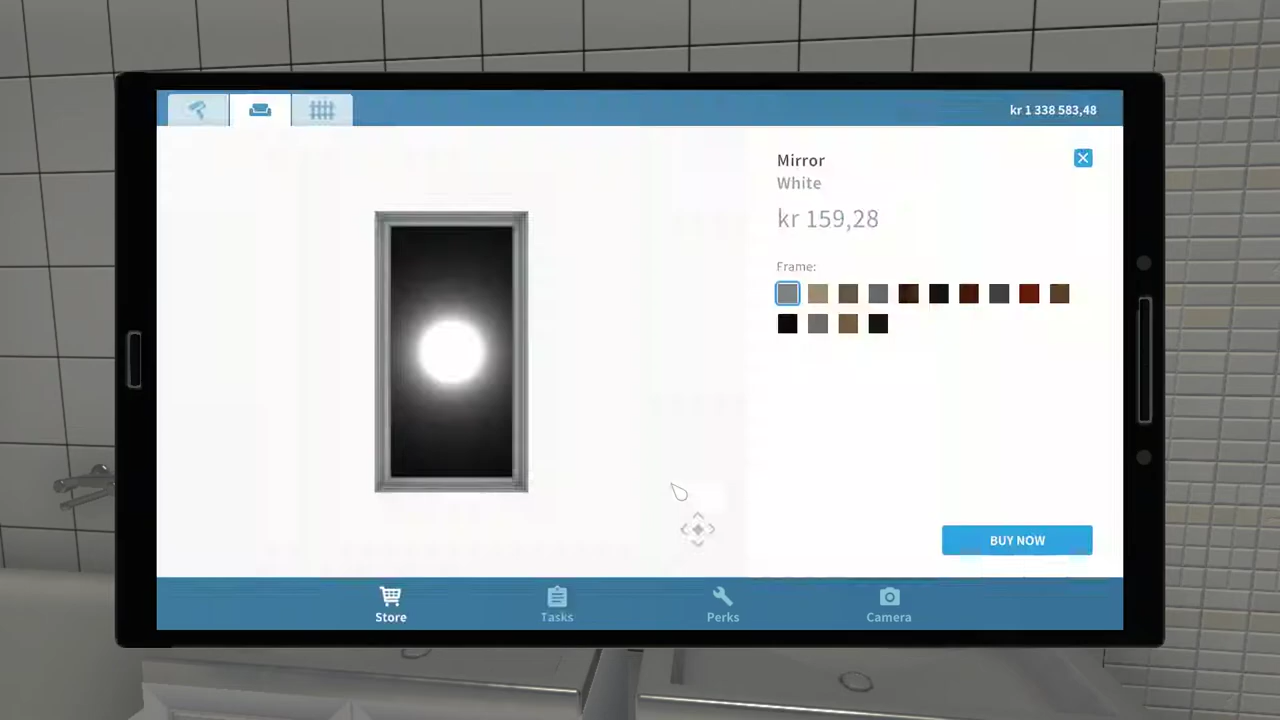 kr 1 338 583,48
Mirror
White
kr 159,28
Frame:
BUY NOW
Store
Tasks
Perks
Camera